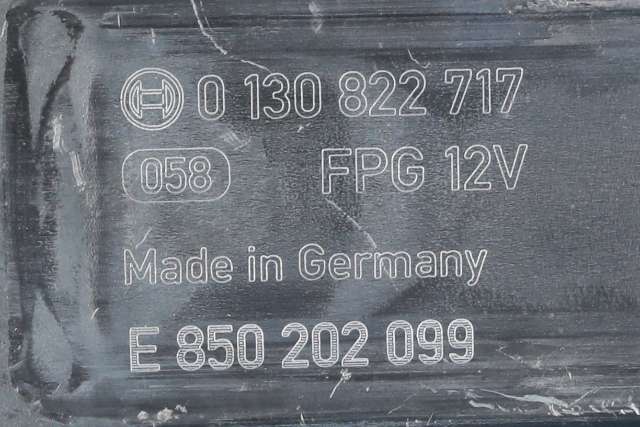 0 130 822 717
058 FPG 12V
Made in Germany
E 850 202 099